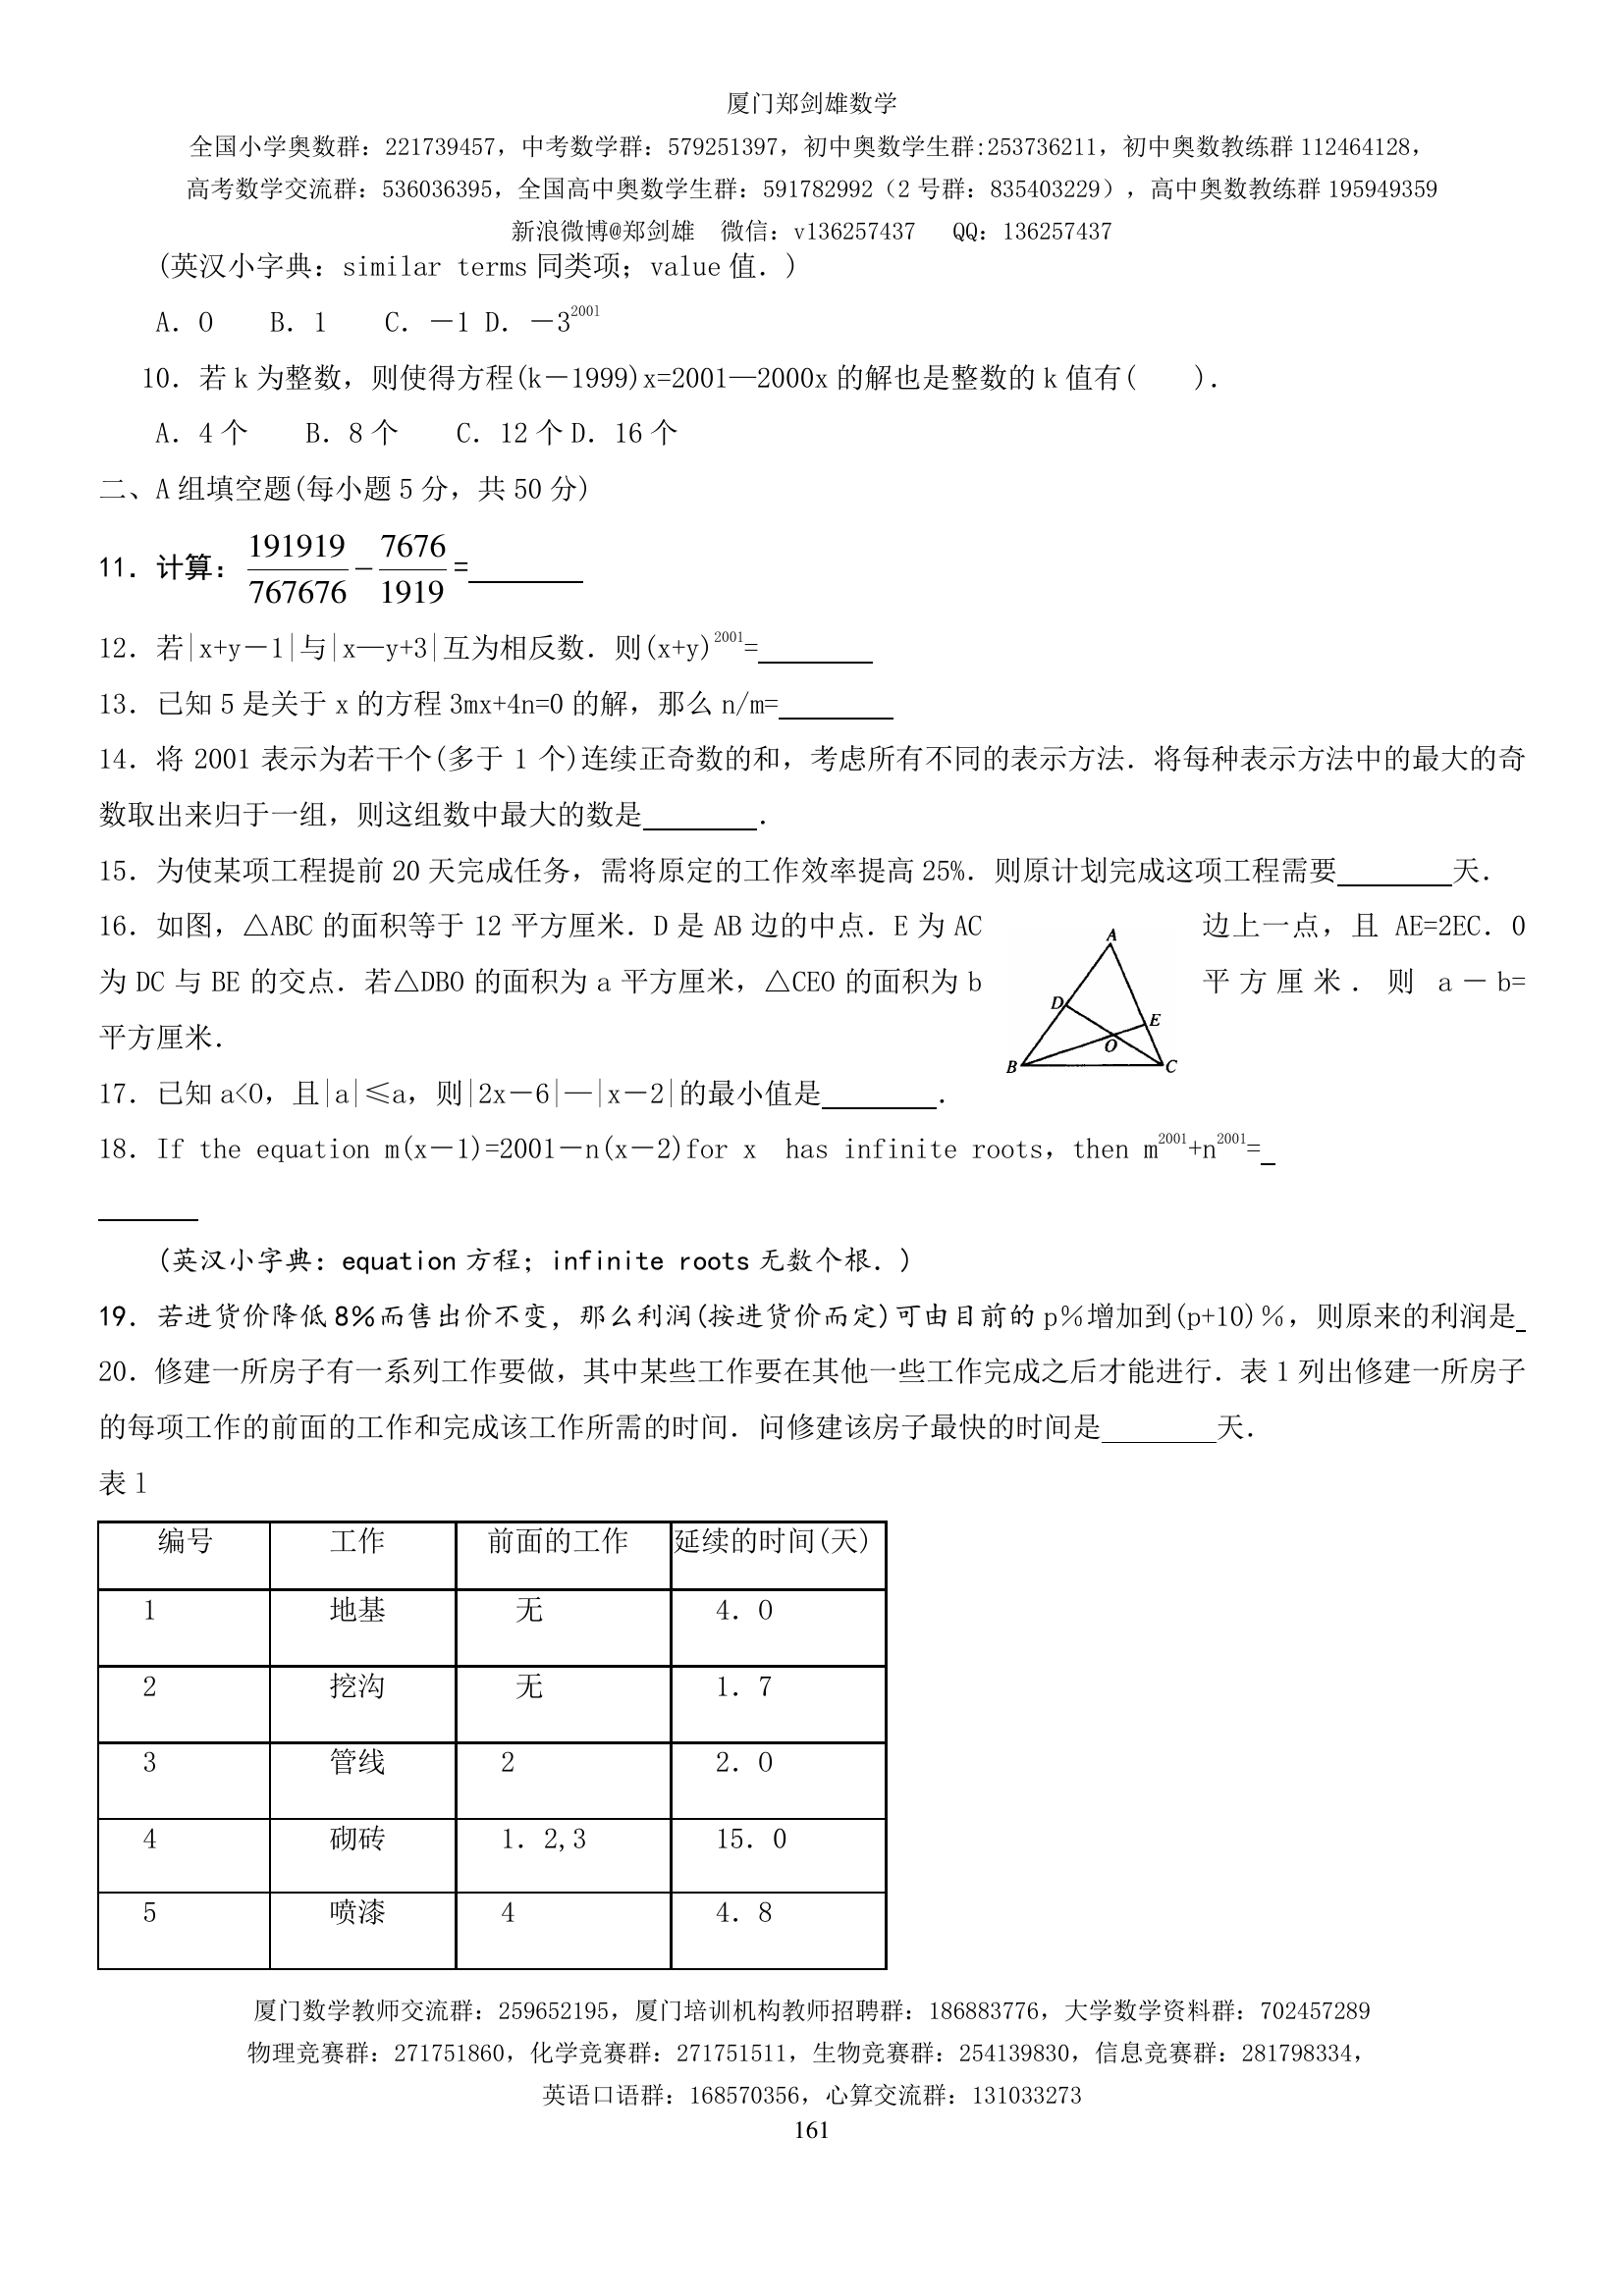 厦门郑剑雄数学
全国小学奥数群：221739457，中考数学群：579251397，初中奥数学生群:253736211，初中奥数教练群 112464128，
高考数学交流群：536036395，全国高中奥数学生群：591782992（2 号群：835403229），高中奥数教练群 195949359
新浪微博@郑剑雄 微信：v136257437 QQ：136257437
(英汉小字典：similar terms 同类项；value 值．)
A．0 B．1 C．－1 D．－3^2001
10．若 k 为整数，则使得方程(k－1999)x=2001—2000x 的解也是整数的 k 值有( )．
A．4 个 B．8 个 C．12 个 D．16 个
二、A 组填空题(每小题 5 分，共 50 分)
11．计算：191919/767676 − 7676/1919 =________
12．若|x+y－1|与|x—y+3|互为相反数．则(x+y)^2001=________
13．已知 5 是关于 x 的方程 3mx+4n=0 的解，那么 n/m=________
14．将 2001 表示为若干个(多于 1 个)连续正奇数的和，考虑所有不同的表示方法．将每种表示方法中的最大的奇
数取出来归于一组，则这组数中最大的数是________．
15．为使某项工程提前 20 天完成任务，需将原定的工作效率提高 25%．则原计划完成这项工程需要________天．
16．如图，△ABC 的面积等于 12 平方厘米．D 是 AB 边的中点．E 为 AC 边上一点，且 AE=2EC．0
为 DC 与 BE 的交点．若△DBO 的面积为 a 平方厘米，△CEO 的面积为 b 平方厘米．则 a－b=
平方厘米．
A
D
E
O
B
C
17．已知 a<0，且|a|≤a，则|2x－6|—|x－2|的最小值是________．
18．If the equation m(x－1)=2001－n(x－2)for x has infinite roots，then m^2001+n^2001=_
_______
(英汉小字典：equation 方程；infinite roots 无数个根．)
19．若进货价降低 8％而售出价不变，那么利润(按进货价而定)可由目前的 p％增加到(p+10)％，则原来的利润是_
20．修建一所房子有一系列工作要做，其中某些工作要在其他一些工作完成之后才能进行．表 1 列出修建一所房子
的每项工作的前面的工作和完成该工作所需的时间．问修建该房子最快的时间是________天．
表 l
编号 工作 前面的工作 延续的时间(天)
1 地基 无 4．0
2 挖沟 无 1．7
3 管线 2 2．0
4 砌砖 1．2,3 15．0
5 喷漆 4 4．8
厦门数学教师交流群：259652195，厦门培训机构教师招聘群：186883776，大学数学资料群：702457289
物理竞赛群：271751860，化学竞赛群：271751511，生物竞赛群：254139830，信息竞赛群：281798334，
英语口语群：168570356，心算交流群：131033273
161